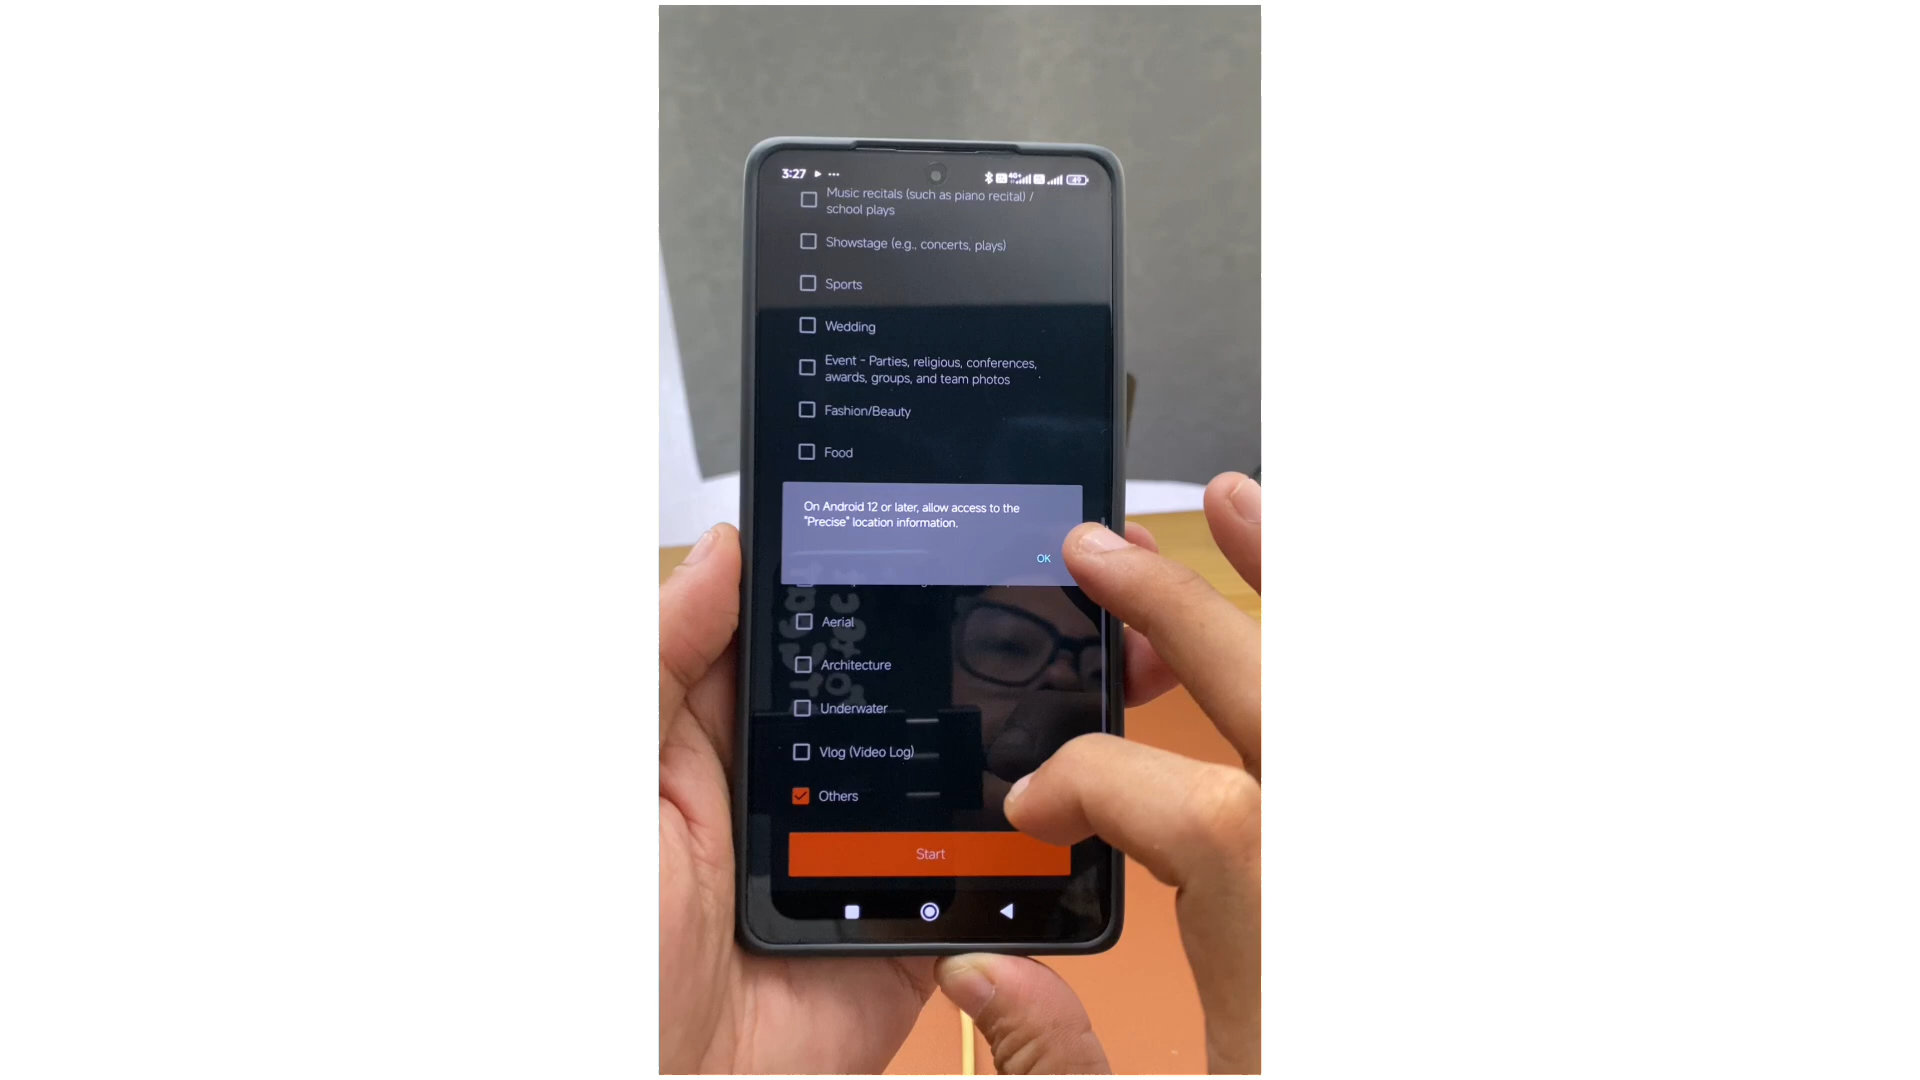 3:27
4G+
49
Music recitals (such as piano recital) /
school plays
Showstage (e.g., concerts, plays)
Sports
Wedding
Event - Parties, religious, conferences,
awards, groups, and team photos
Fashion/Beauty
Food
On Android 12 or later, allow access to the
"Precise" location information.
OK
Aerial
Architecture
Underwater
Vlog (Video Log)
Others
Start